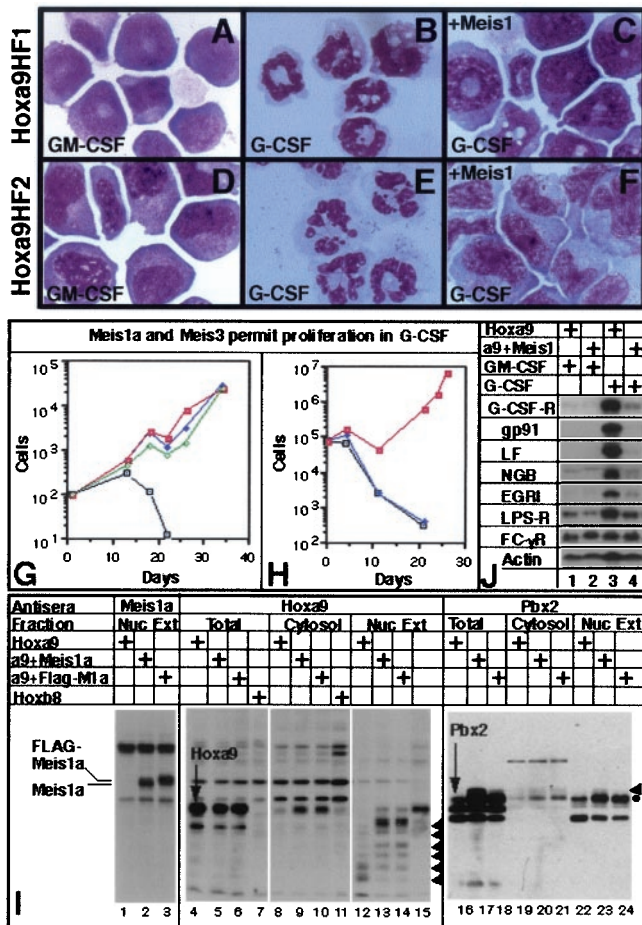 Hoxa9HF1
A
GM-CSF
B
G-CSF
+Meis1
C
Hoxa9HF2
D
GM-CSF
E
G-CSF
+Meis1
F
Meis1a and Meis3 permit proliferation in G-CSF
Cells
10^5
10^4
10^3
10^2
10^1
0 10 20 30 40
G
Days
Cells
10^7
10^6
10^5
10^4
10^3
10^2
0 5 10 15 20 25 30
H
Days
Hoxa9 + +
a9+Meis1 + +
GM-CSF + +
G-CSF + +
G-CSF-R
gp91
LF
NGB
EGRI
LPS-R
FC-γR
Actin
J
1 2 3 4
Antisera Meis1a Hoxa9 Pbx2
Fraction Nuc Ext Total Cytosol Nuc Ext Total Cytosol Nuc Ext
Hoxa9 + + + + + +
a9+Meis1a + + + + + + +
a9+Flag-M1a + + + + + + +
Hoxb8 + +
FLAG-Meis1a
Meis1a
Hoxa9
Pbx2
I
1 2 3 4 5 6 7 8 9 10 11 12 13 14 15 16 17 18 19 20 21 22 23 24